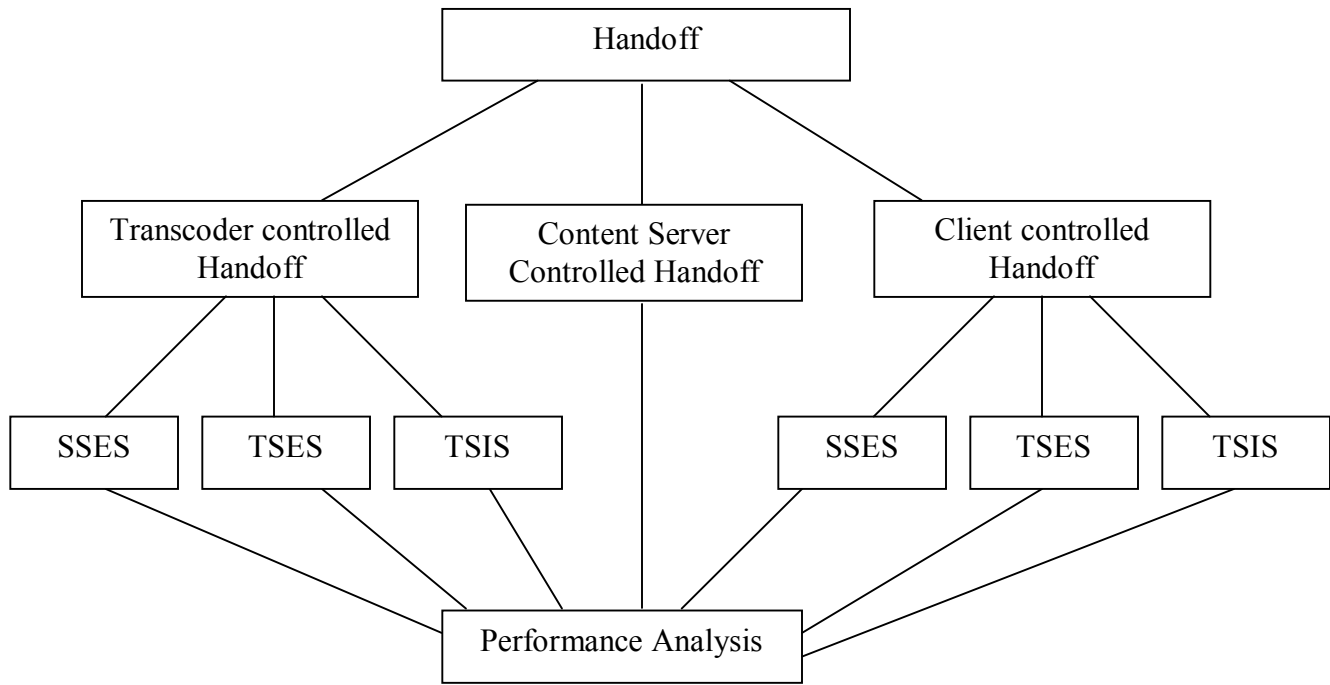 Handoff
Transcoder controlled
Handoff
Content Server
Controlled Handoff
Client controlled
Handoff
SSES
TSES
TSIS
SSES
TSES
TSIS
Performance Analysis